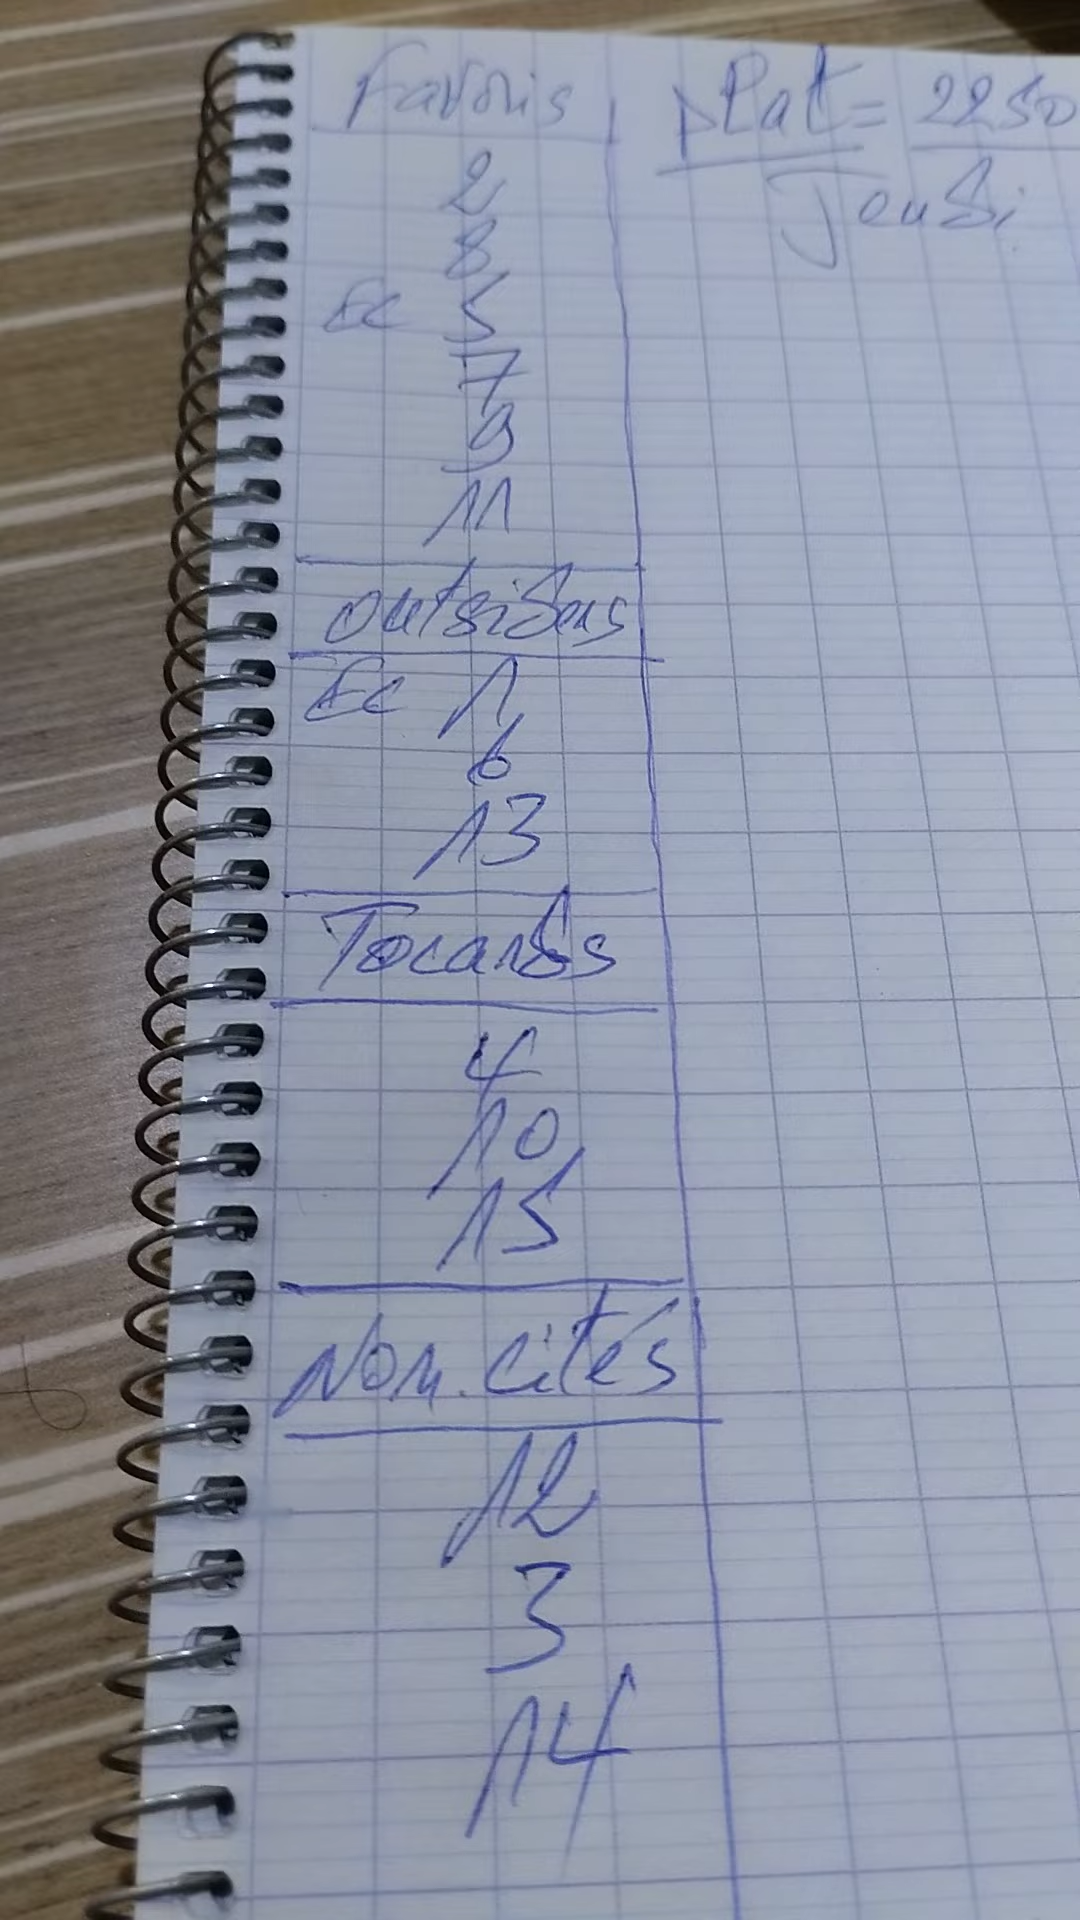 Favoris
2
8
Ec 5
7
9
11
outsiders
Ec 1
6
13
Tocards
4
10
15
Non. cités
12
3
14
Plat = 2250
Jeudi